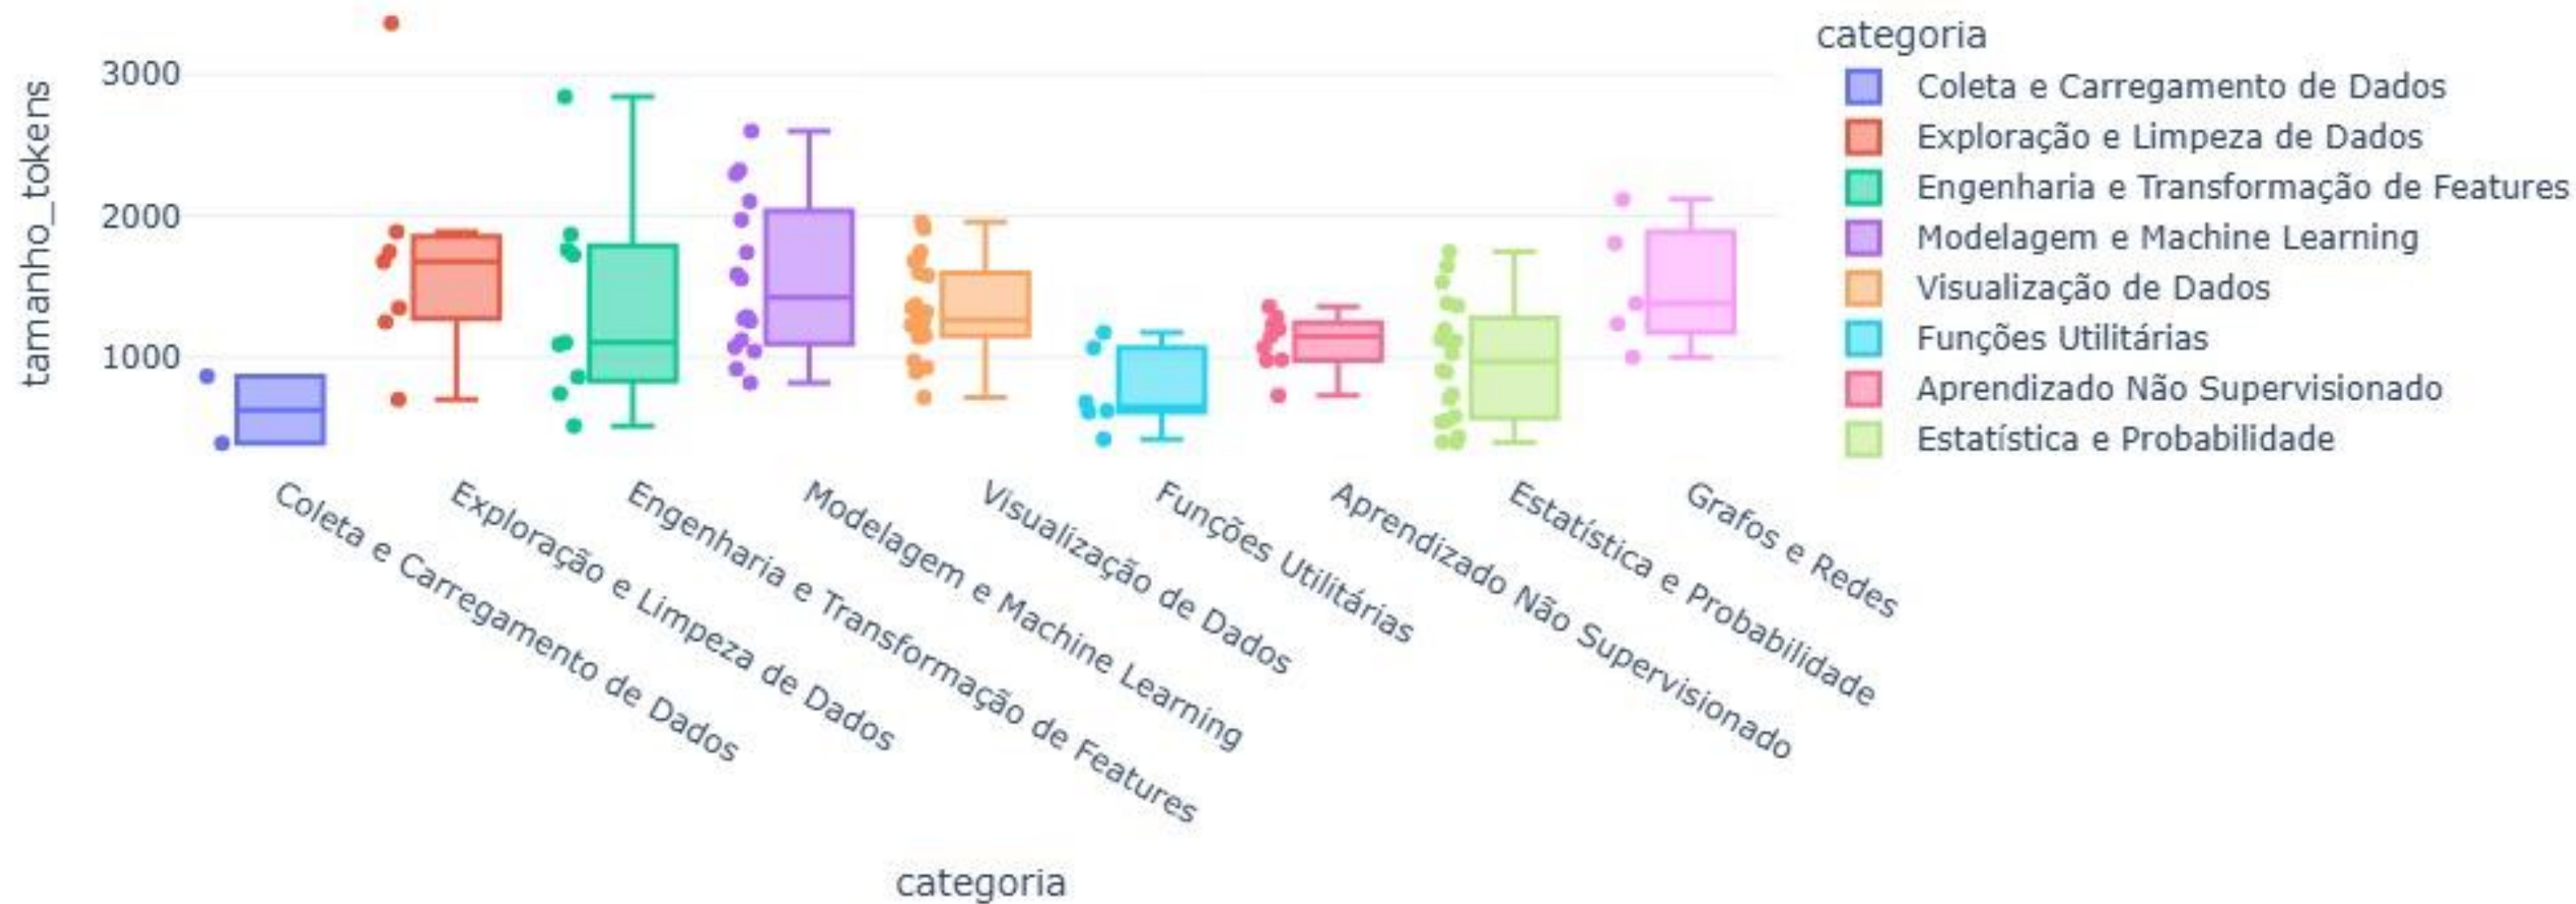 tamanho_tokens
3000
2000
1000
Coleta e Carregamento de Dados
Exploração e Limpeza de Dados
Engenharia e Transformação de Features
Modelagem e Machine Learning
Visualização de Dados
Funções Utilitárias
Aprendizado Não Supervisionado
Estatística e Probabilidade
Grafos e Redes
categoria
categoria
Coleta e Carregamento de Dados
Exploração e Limpeza de Dados
Engenharia e Transformação de Features
Modelagem e Machine Learning
Visualização de Dados
Funções Utilitárias
Aprendizado Não Supervisionado
Estatística e Probabilidade